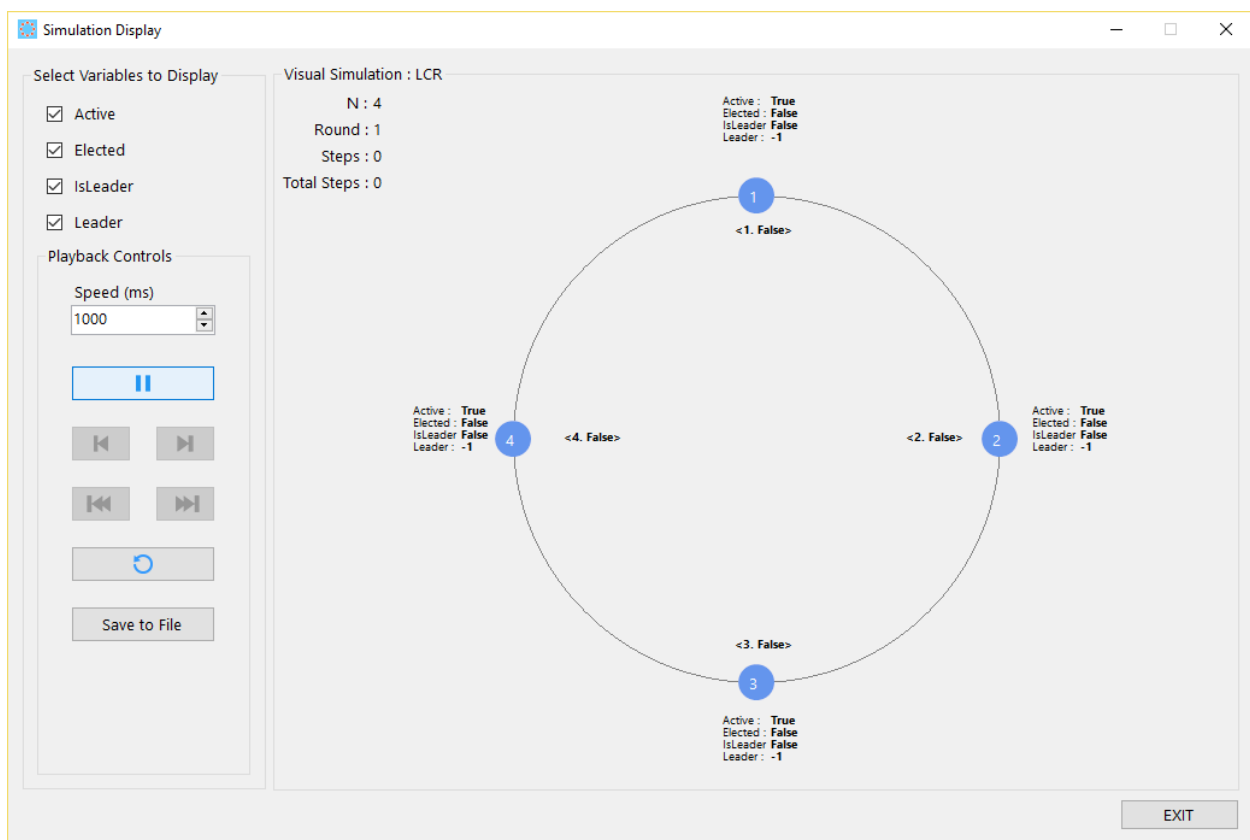 Simulation Display
Select Variables to Display
Active
Elected
IsLeader
Leader
Playback Controls
Speed (ms)
1000
Save to File
Visual Simulation : LCR
N : 4
Round : 1
Steps : 0
Total Steps : 0
Active : True
Elected : False
IsLeader False
Leader : -1
1
<1. False>
Active : True
Elected : False
IsLeader False
Leader : -1
4
<4. False>
<2. False>
2
Active : True
Elected : False
IsLeader False
Leader : -1
<3. False>
3
Active : True
Elected : False
IsLeader False
Leader : -1
EXIT